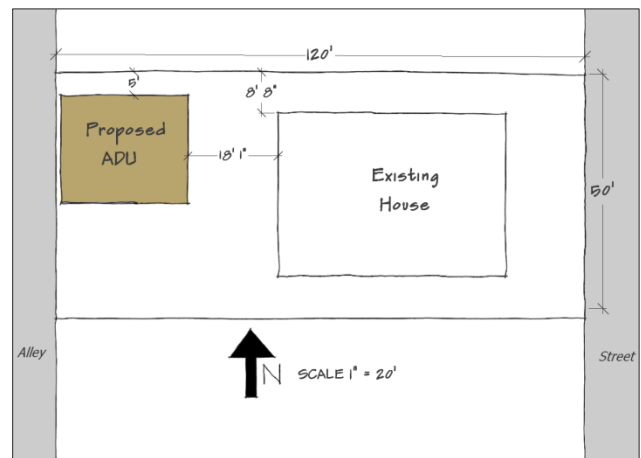 120'
5'
8' 8"
Proposed
ADU
18' 1"
Existing
House
50'
Alley
Street
N
SCALE 1" = 20'